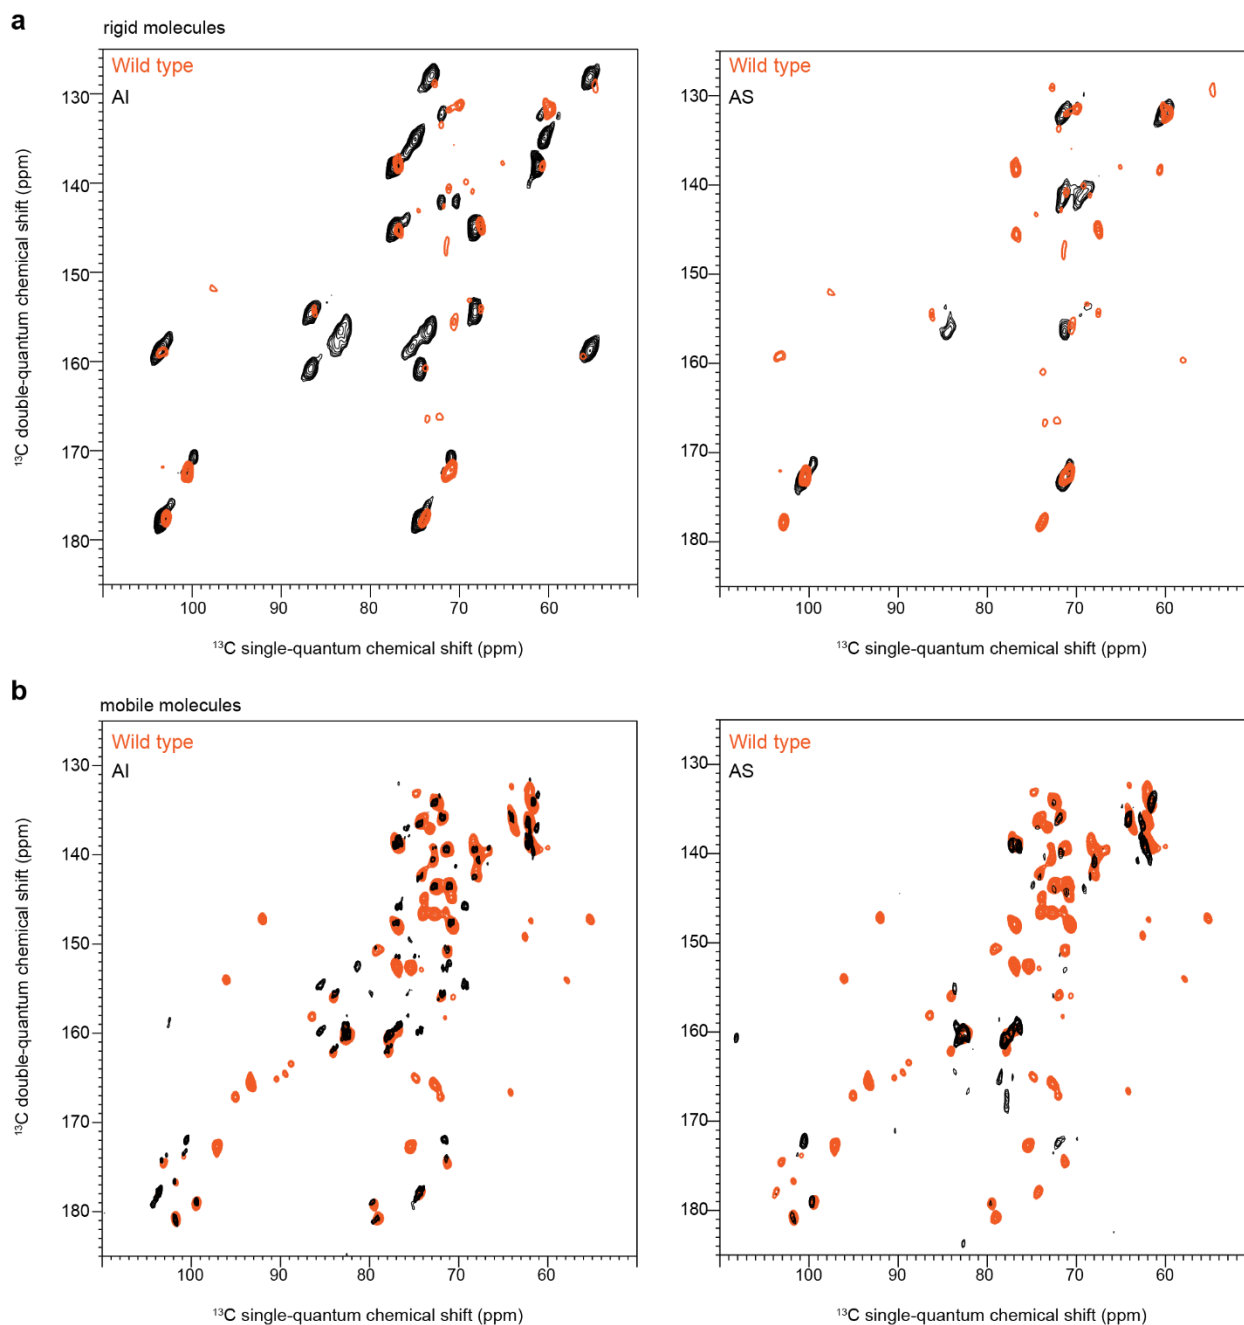 a
rigid molecules
Wild type
AI
130
140
150
160
170
180
100
90
80
70
60
¹³C double-quantum chemical shift (ppm)
¹³C single-quantum chemical shift (ppm)
Wild type
AS
130
140
150
160
170
180
100
90
80
70
60
¹³C single-quantum chemical shift (ppm)
b
mobile molecules
Wild type
AI
130
140
150
160
170
180
100
90
80
70
60
¹³C double-quantum chemical shift (ppm)
¹³C single-quantum chemical shift (ppm)
Wild type
AS
130
140
150
160
170
180
100
90
80
70
60
¹³C single-quantum chemical shift (ppm)